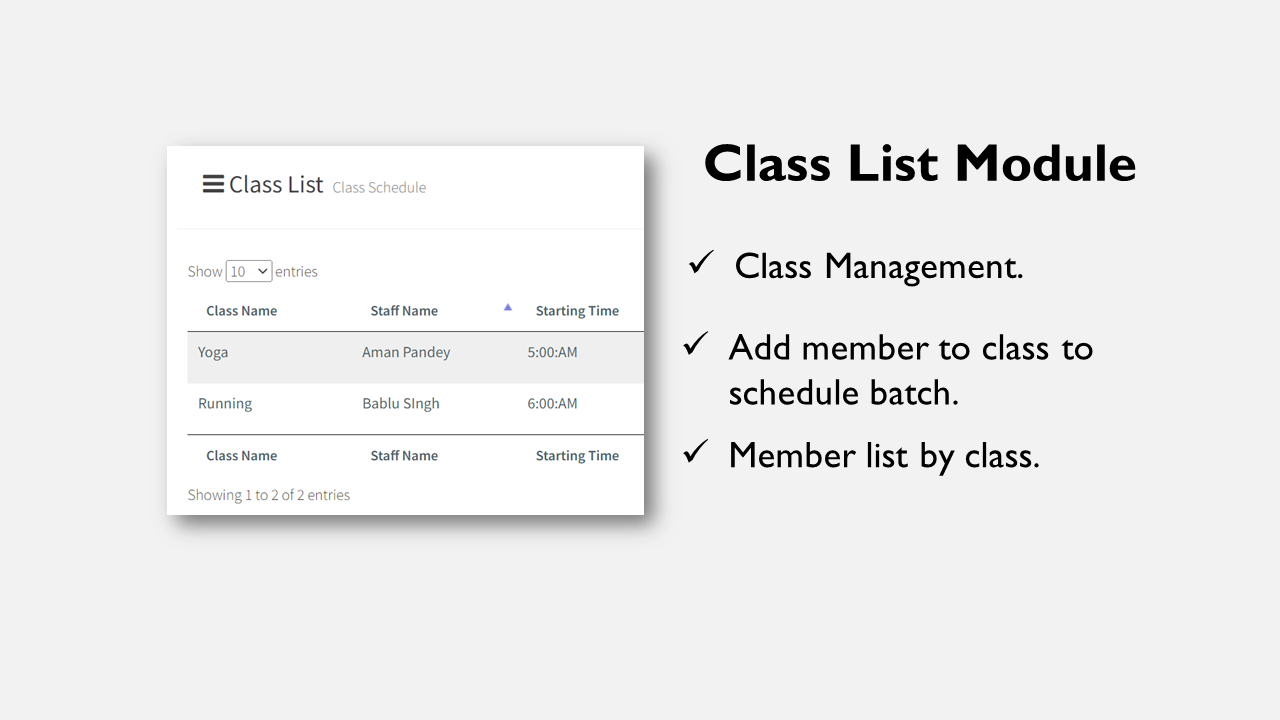 Class List Class Schedule
Show 10 entries
Class Name Staff Name Starting Time
Yoga Aman Pandey 5:00:AM
Running Bablu SIngh 6:00:AM
Class Name Staff Name Starting Time
Showing 1 to 2 of 2 entries
Class List Module
✓ Class Management.
✓ Add member to class to
schedule batch.
✓ Member list by class.